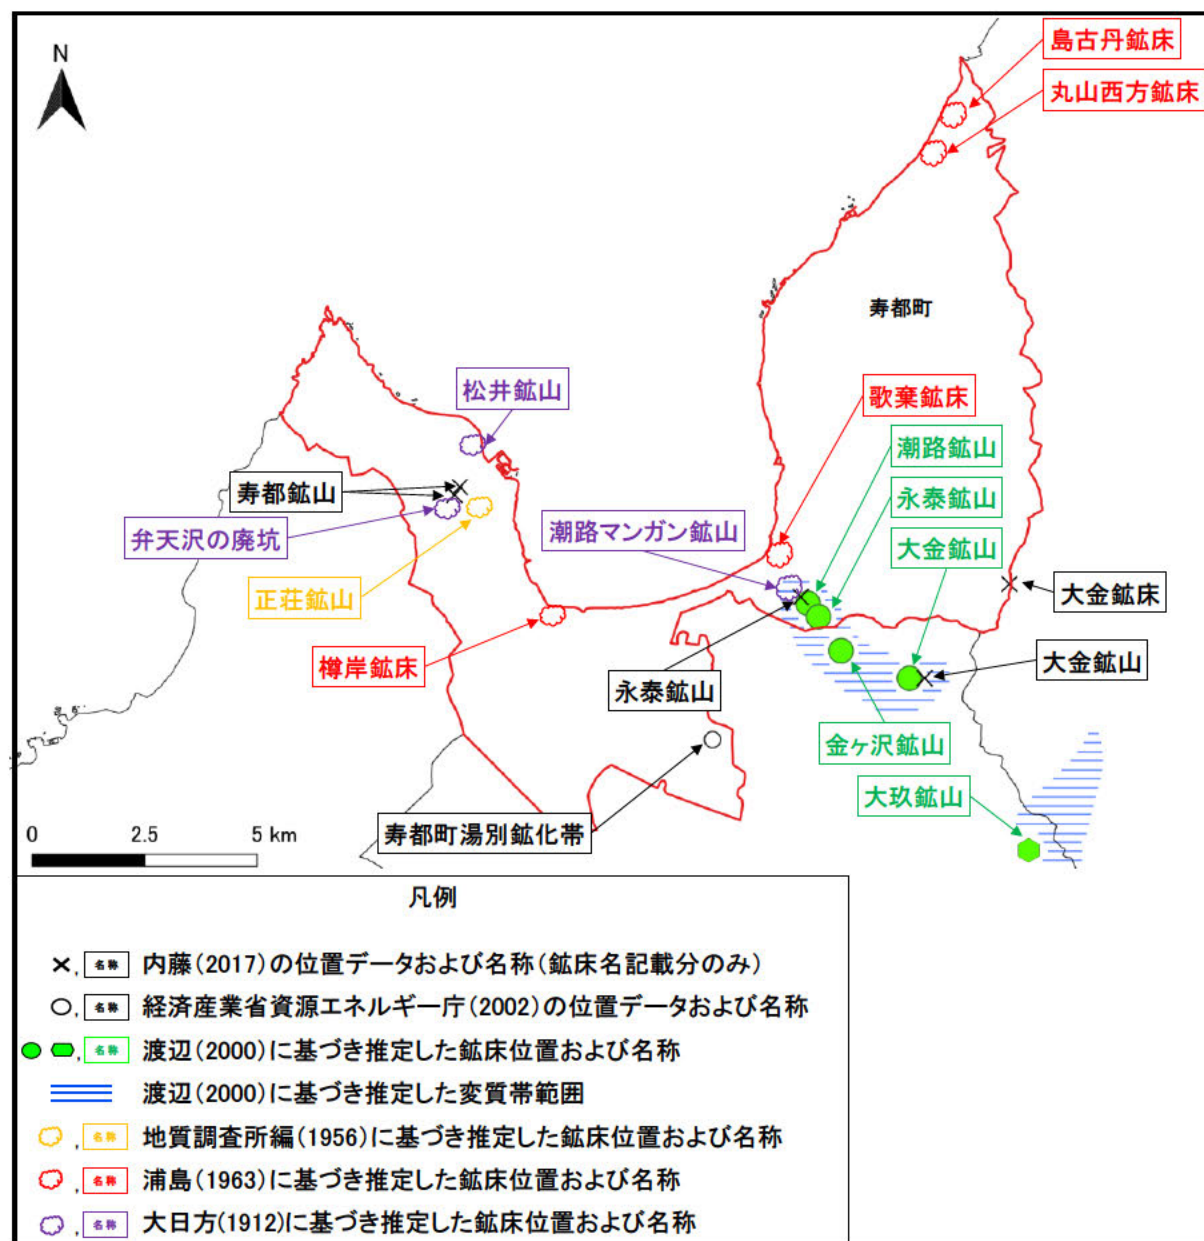 N
島古丹鉱床
丸山西方鉱床
寿都町
松井鉱山
歌棄鉱床
潮路鉱山
寿都鉱山
永泰鉱山
弁天沢の廃坑
潮路マンガン鉱山
大金鉱山
正荘鉱山
大金鉱床
樽岸鉱床
永泰鉱山
大金鉱山
金ヶ沢鉱山
大玖鉱山
寿都町湯別鉱化帯
0 2.5 5 km
凡例
, 名称 内藤(2017)の位置データおよび名称(鉱床名記載分のみ)
, 名称 経済産業省資源エネルギー庁(2002)の位置データおよび名称
, 名称 渡辺(2000)に基づき推定した鉱床位置および名称
渡辺(2000)に基づき推定した変質帯範囲
, 名称 地質調査所編(1956)に基づき推定した鉱床位置および名称
, 名称 浦島(1963)に基づき推定した鉱床位置および名称
, 名称 大日方(1912)に基づき推定した鉱床位置および名称